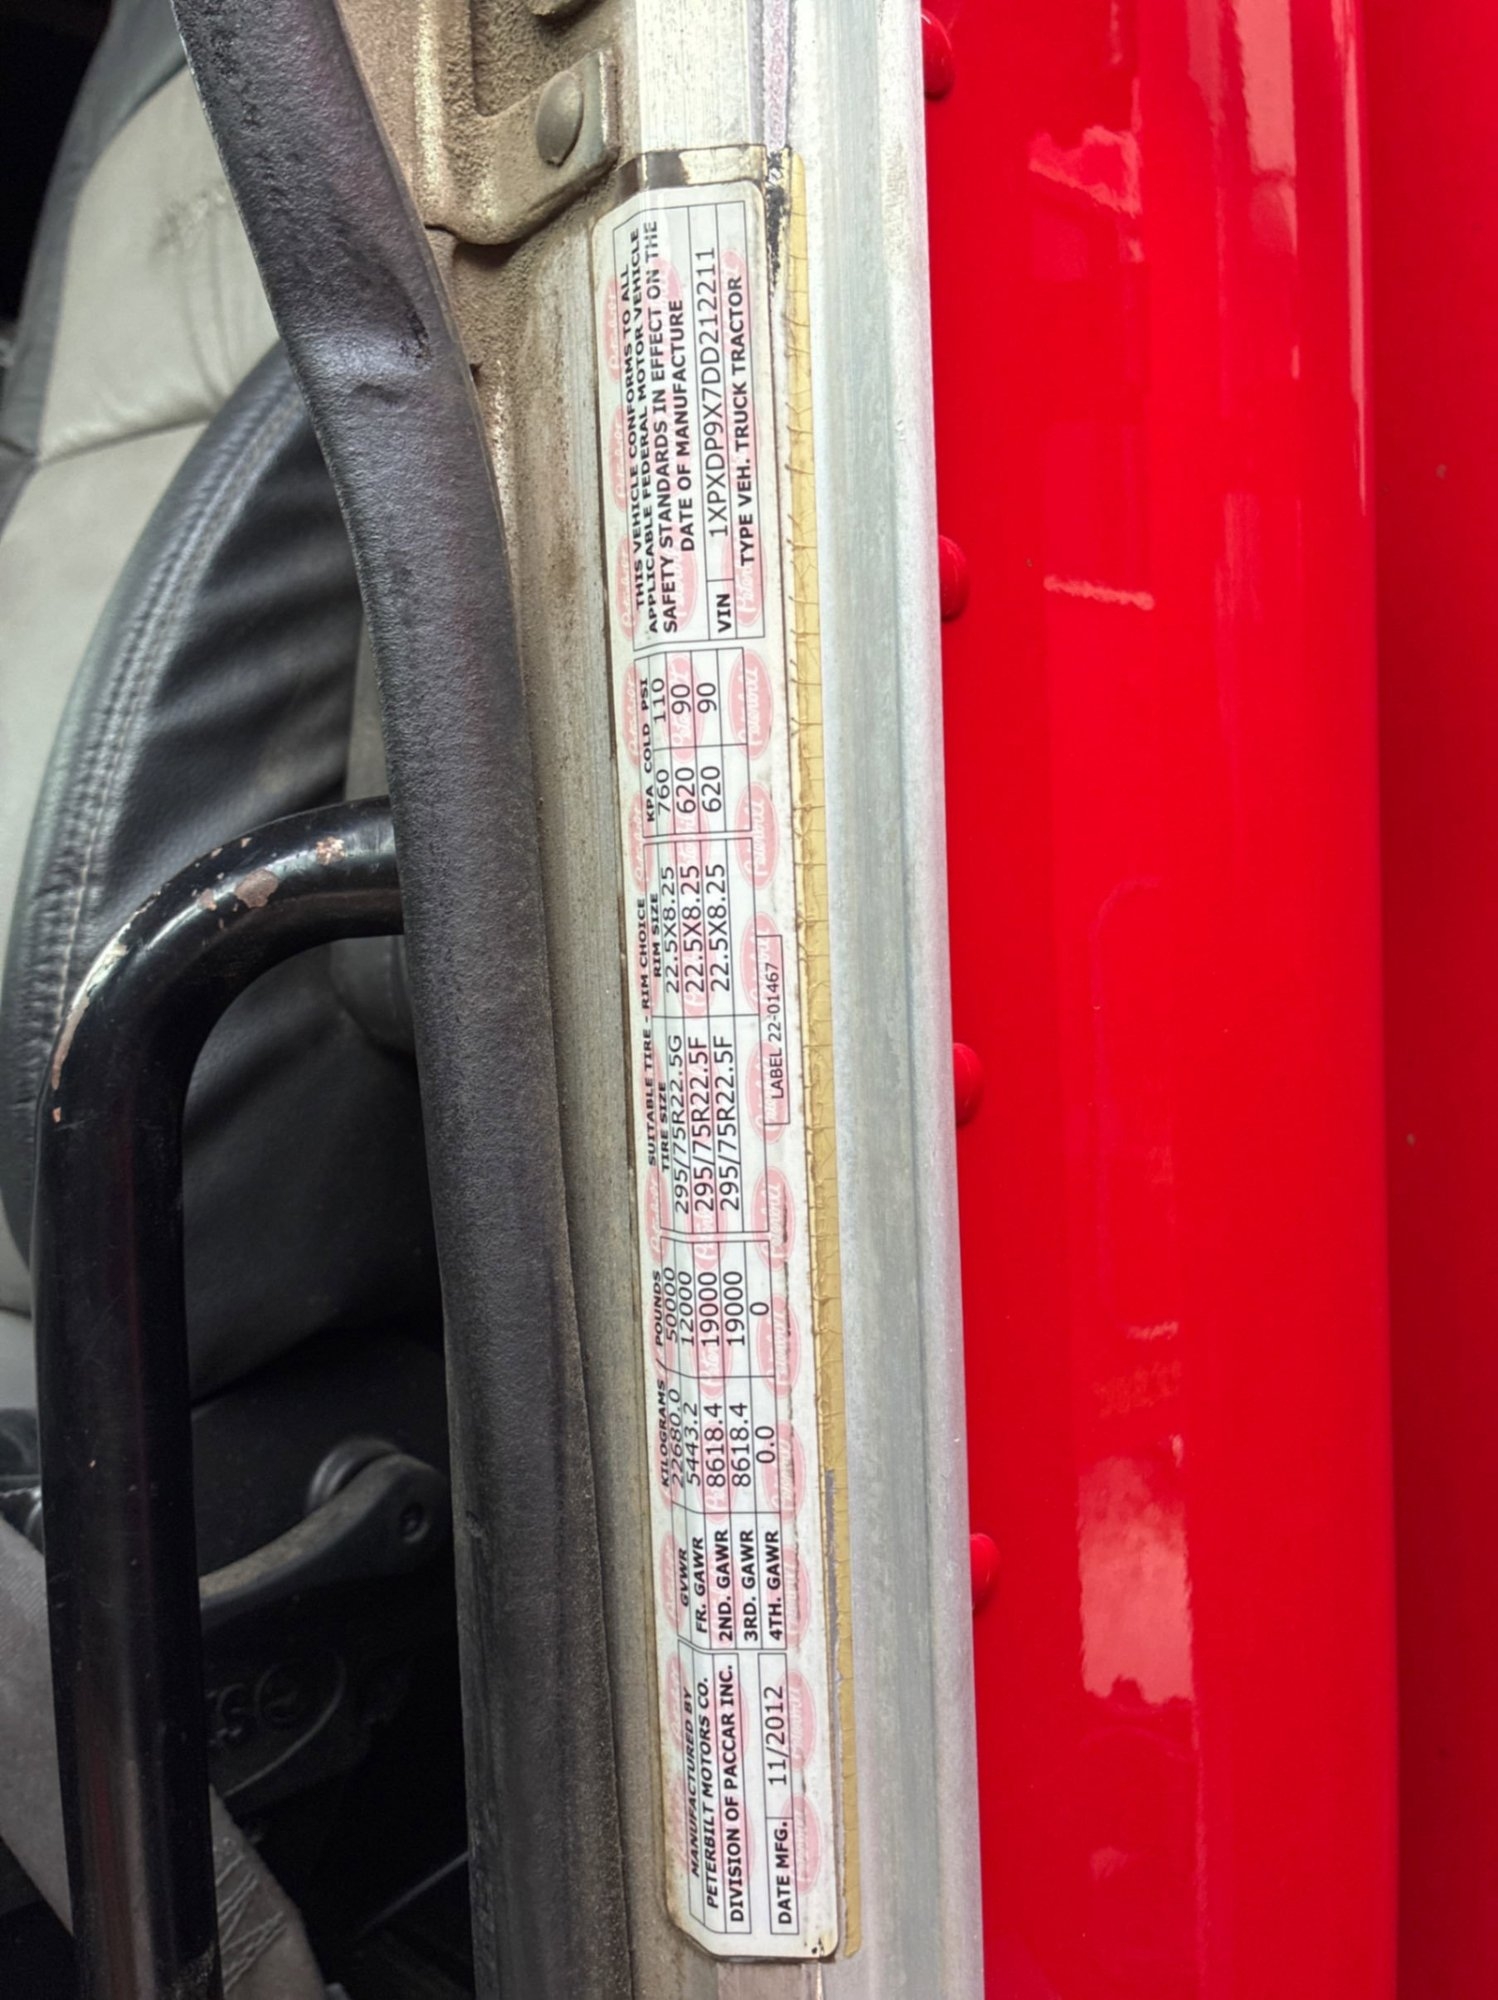 MANUFACTURED BY
PETERBILT MOTORS CO.
DIVISION OF PACCAR INC.
DATE MFG. 11/2012
KILOGRAMS / POUNDS
GVWR 22680.0 50000
FR. GAWR 5443.2 12000
2ND. GAWR 8618.4 19000
3RD. GAWR 8618.4 19000
4TH. GAWR 0.0 0
SUITABLE TIRE - RIM CHOICE
TIRE SIZE RIM SIZE KPA COLD PSI
295/75R22.5G 22.5X8.25 760 110
295/75R22.5F 22.5X8.25 620 90
295/75R22.5F 22.5X8.25 620 90
LABEL 22-01467
THIS VEHICLE CONFORMS TO ALL
APPLICABLE FEDERAL MOTOR VEHICLE
SAFETY STANDARDS IN EFFECT ON THE
DATE OF MANUFACTURE
VIN 1XPXDP9X7DD212211
TYPE VEH. TRUCK TRACTOR